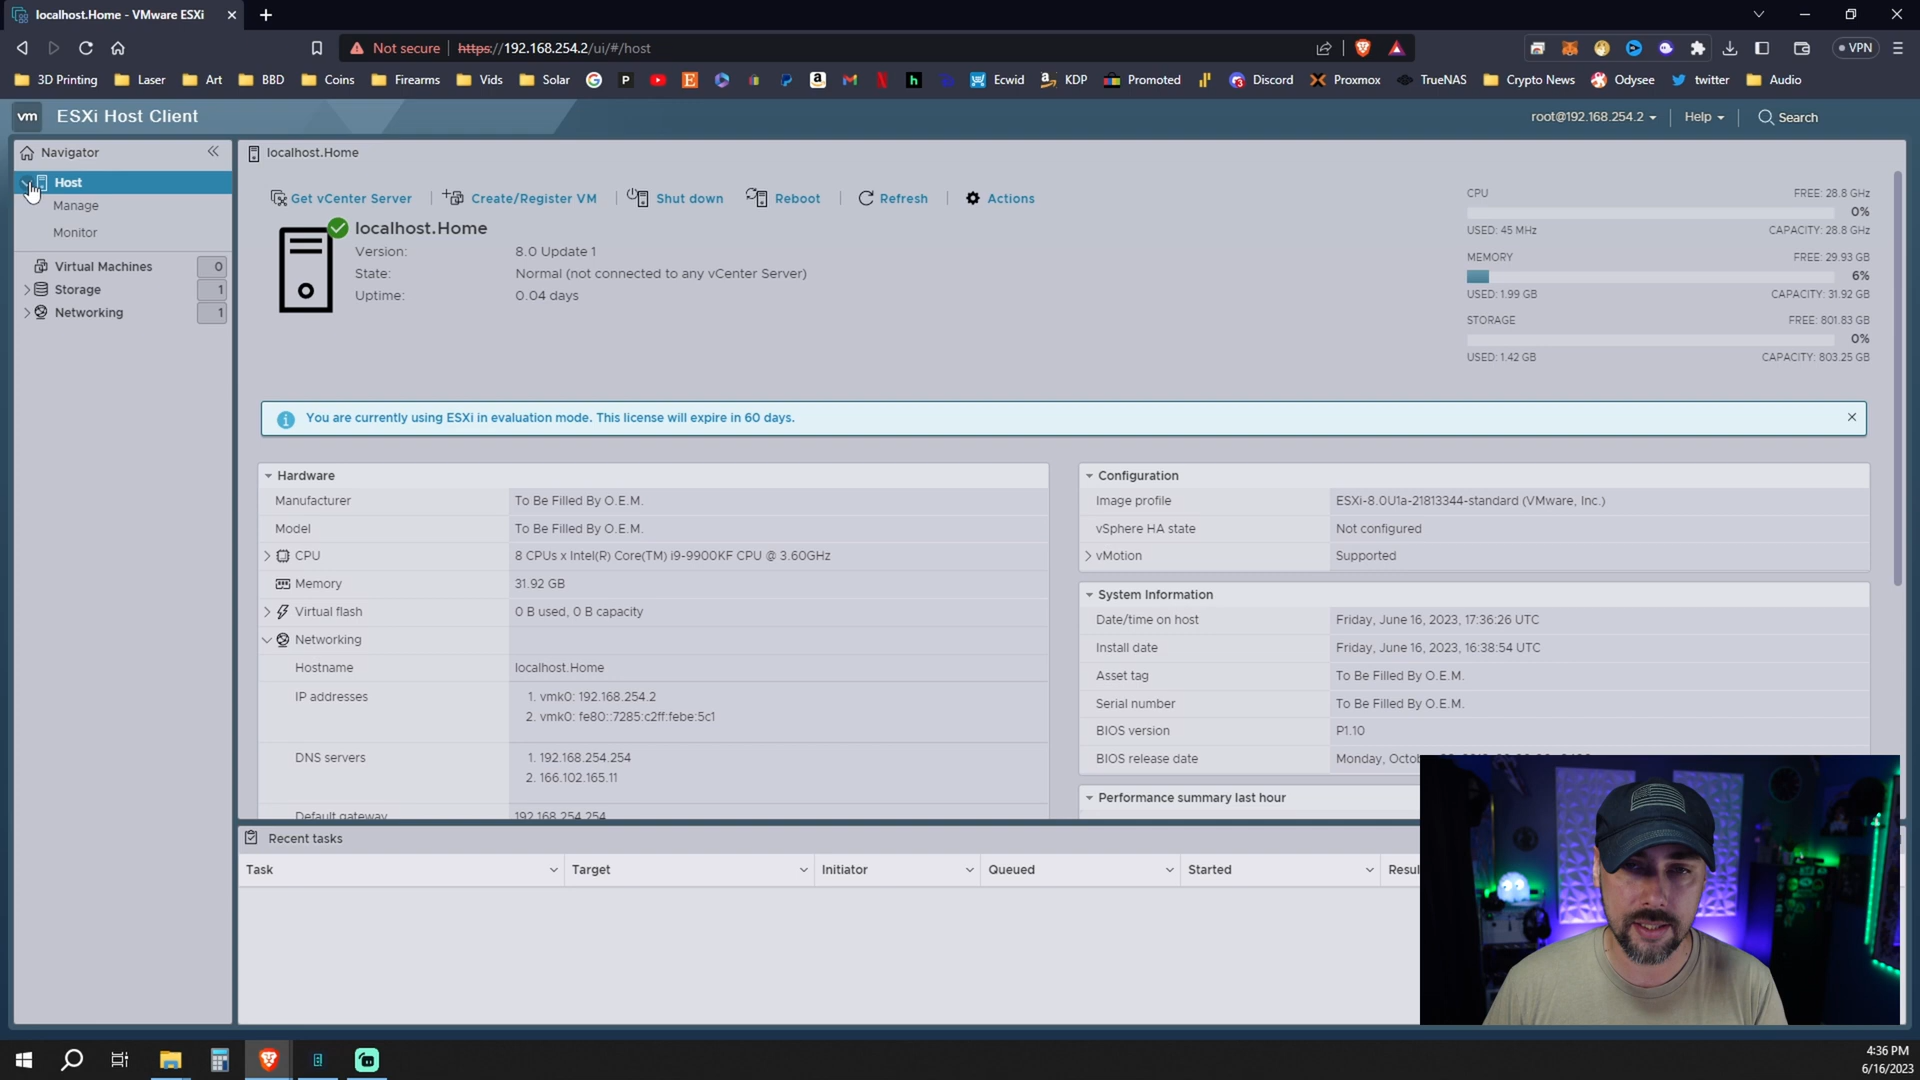 localhost.Home - VMware ESXi
Not secure https://192.168.254.2/ui/#/host
VPN
3D Printing Laser Art BBD Coins Firearms Vids Solar Ecwid KDP Promoted Discord Proxmox TrueNAS Crypto News Odysee twitter Audio
vm ESXi Host Client
root@192.168.254.2 Help Search
Navigator
Host
Manage
Monitor
Virtual Machines 0
Storage 1
Networking 1
localhost.Home
Get vCenter Server Create/Register VM Shut down Reboot Refresh Actions
localhost.Home
Version: 8.0 Update 1
State: Normal (not connected to any vCenter Server)
Uptime: 0.04 days
CPU FREE: 28.8 GHz
0%
USED: 45 MHz CAPACITY: 28.8 GHz
MEMORY FREE: 29.93 GB
6%
USED: 1.99 GB CAPACITY: 31.92 GB
STORAGE FREE: 801.83 GB
0%
USED: 1.42 GB CAPACITY: 803.25 GB
You are currently using ESXi in evaluation mode. This license will expire in 60 days.
Hardware
Manufacturer To Be Filled By O.E.M.
Model To Be Filled By O.E.M.
CPU 8 CPUs x Intel(R) Core(TM) i9-9900KF CPU @ 3.60GHz
Memory 31.92 GB
Virtual flash 0 B used, 0 B capacity
Networking
Hostname localhost.Home
IP addresses 1. vmk0: 192.168.254.2
2. vmk0: fe80::7285:c2ff:febe:5c1
DNS servers 1. 192.168.254.254
2. 166.102.165.11
Default gateway 192.168.254.254
Configuration
Image profile ESXi-8.0U1a-21813344-standard (VMware, Inc.)
vSphere HA state Not configured
vMotion Supported
System Information
Date/time on host Friday, June 16, 2023, 17:36:26 UTC
Install date Friday, June 16, 2023, 16:38:54 UTC
Asset tag To Be Filled By O.E.M.
Serial number To Be Filled By O.E.M.
BIOS version P1.10
BIOS release date Monday, Octob
Performance summary last hour
Recent tasks
Task Target Initiator Queued Started Resul
4:36 PM
6/16/2023